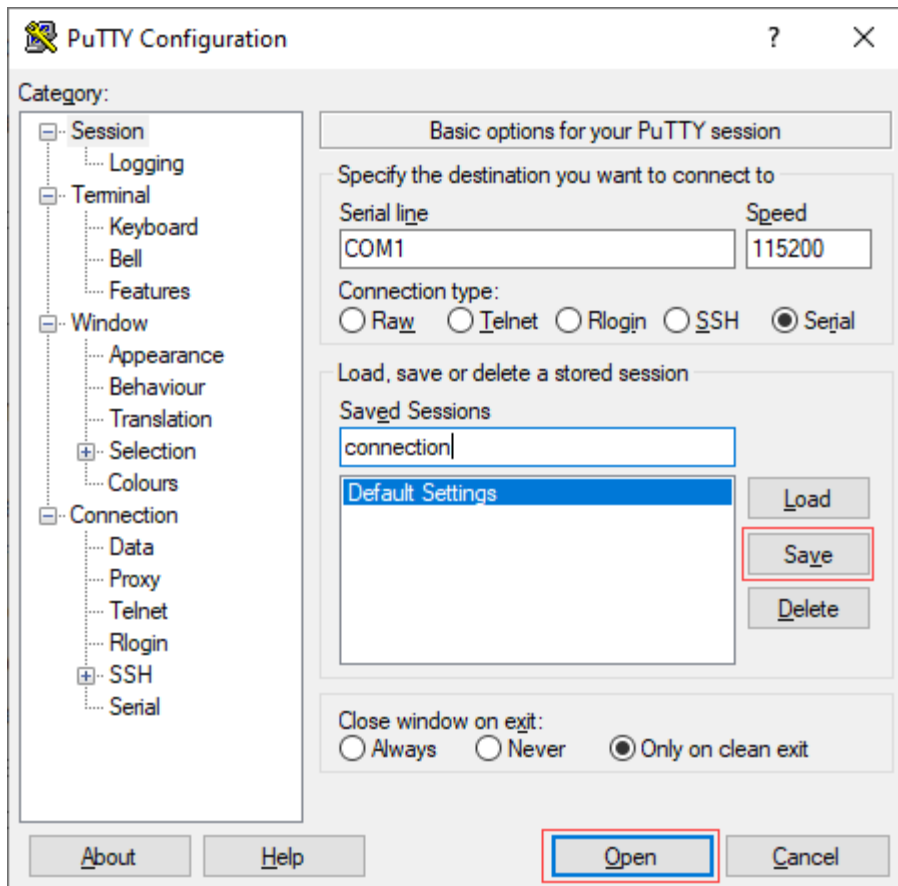 PuTTY Configuration
?
Category:
Session
Logging
Terminal
Keyboard
Bell
Features
Window
Appearance
Behaviour
Translation
Selection
Colours
Connection
Data
Proxy
Telnet
Rlogin
SSH
Serial
Basic options for your PuTTY session
Specify the destination you want to connect to
Serial line Speed
COM1 115200
Connection type:
Raw Telnet Rlogin SSH Serial
Load, save or delete a stored session
Saved Sessions
connection
Default Settings
Load
Save
Delete
Close window on exit:
Always Never Only on clean exit
About Help Open Cancel